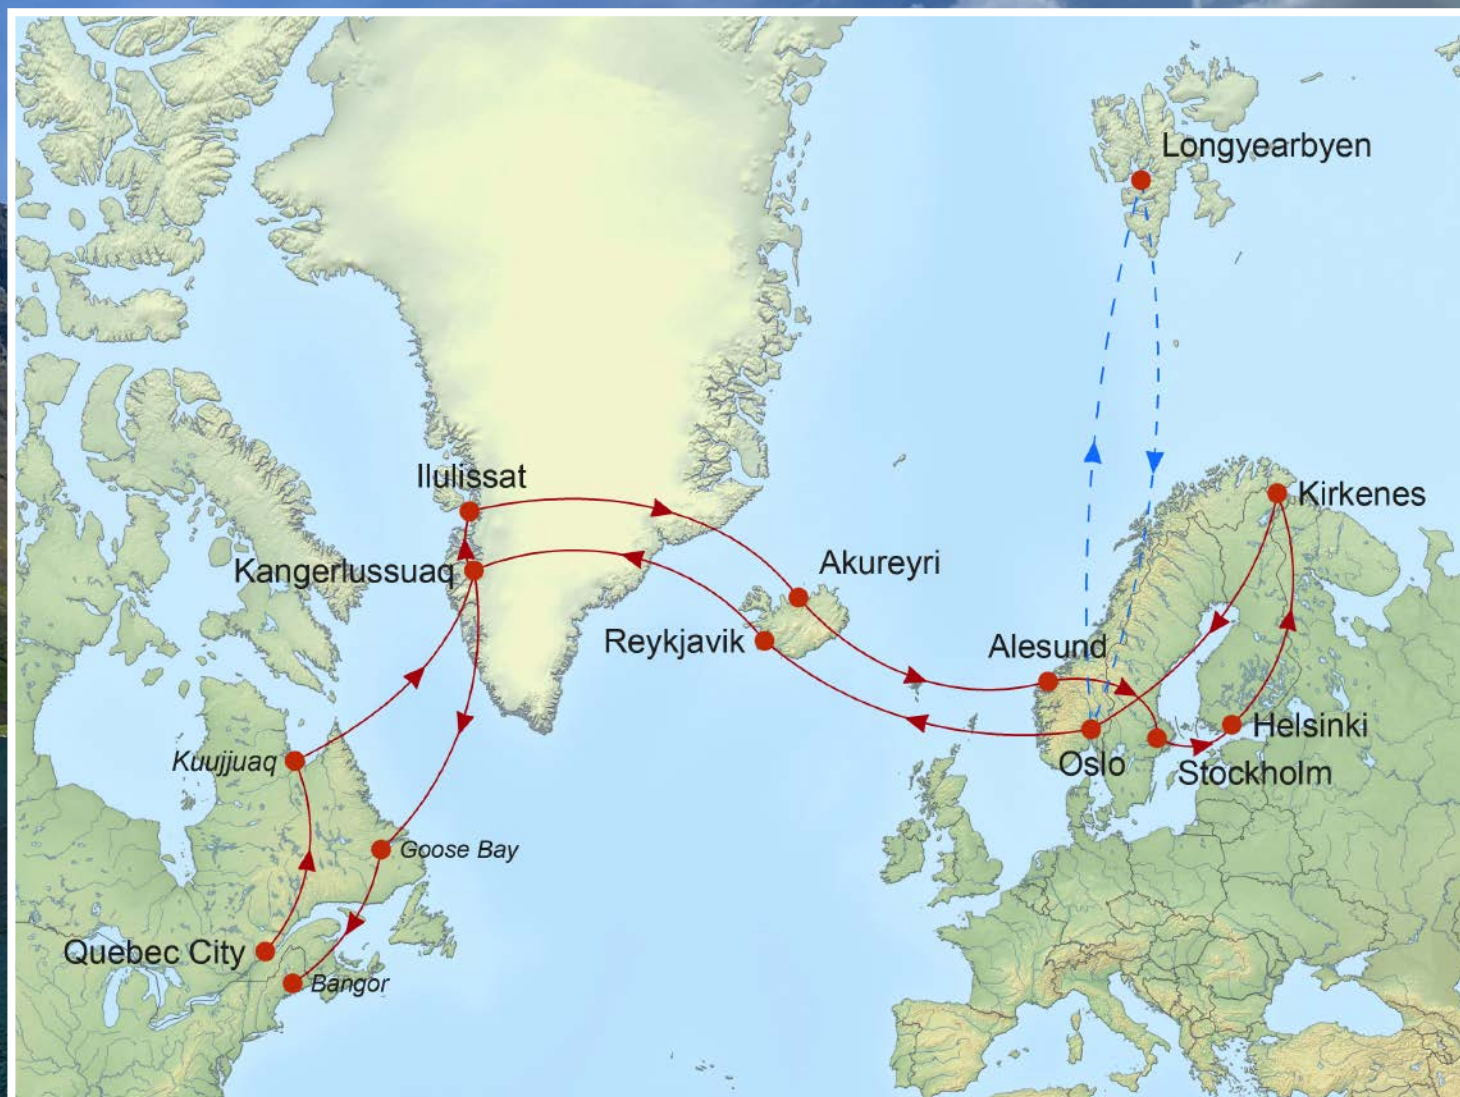 Longyearbyen
Ilulissat
Kirkenes
Kangerlussuaq
Akureyri
Reykjavik
Alesund
Helsinki
Oslo
Stockholm
Kuujjuaq
Goose Bay
Quebec City
Bangor